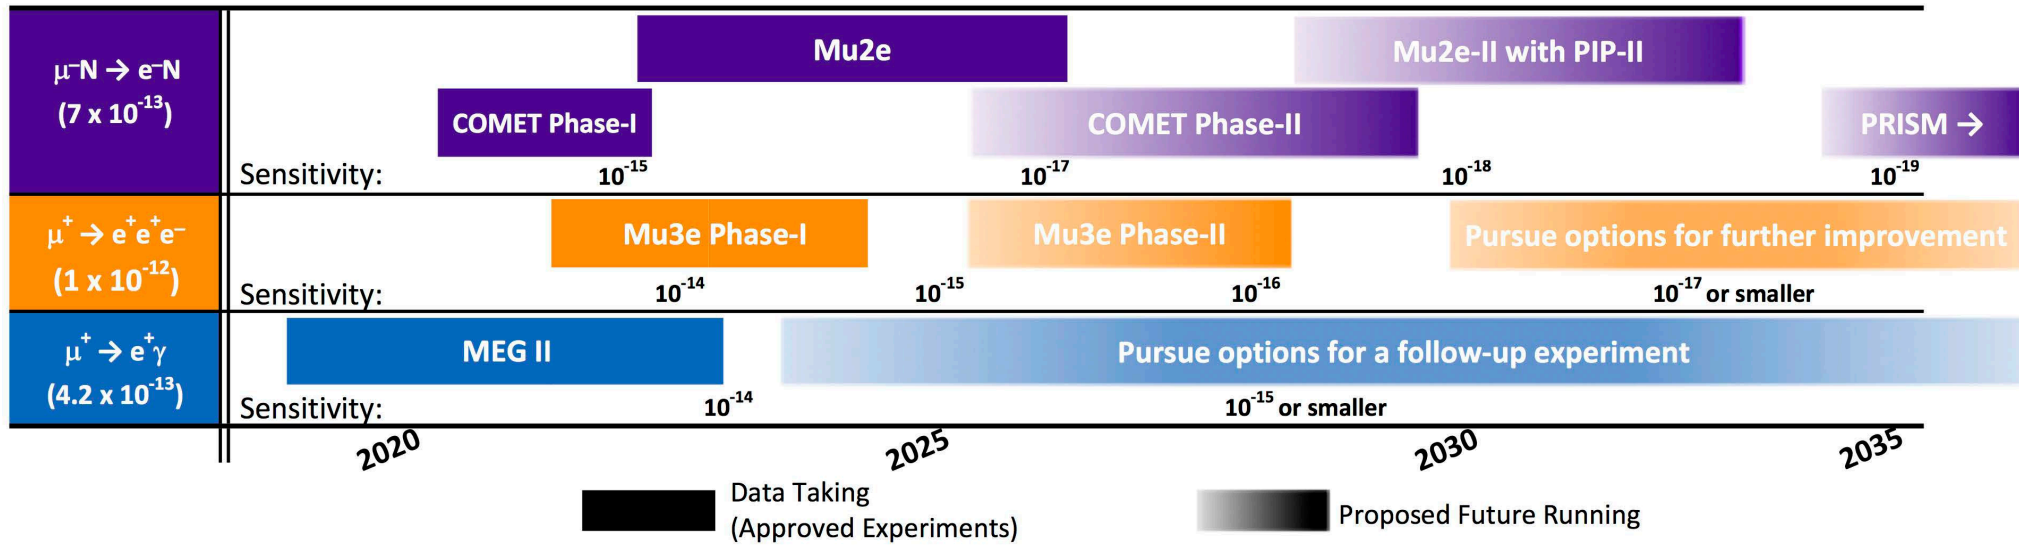 μ⁻N → e⁻N
(7 x 10⁻¹³)
Mu2e
Mu2e-II with PIP-II
COMET Phase-I
COMET Phase-II
PRISM →
Sensitivity:
10⁻¹⁵
10⁻¹⁷
10⁻¹⁸
10⁻¹⁹
μ⁺ → e⁺e⁺e⁻
(1 x 10⁻¹²)
Mu3e Phase-I
Mu3e Phase-II
Pursue options for further improvement
Sensitivity:
10⁻¹⁴
10⁻¹⁵
10⁻¹⁶
10⁻¹⁷ or smaller
μ⁺ → e⁺γ
(4.2 x 10⁻¹³)
MEG II
Pursue options for a follow-up experiment
Sensitivity:
10⁻¹⁴
10⁻¹⁵ or smaller
2020
2025
2030
2035
Data Taking
(Approved Experiments)
Proposed Future Running